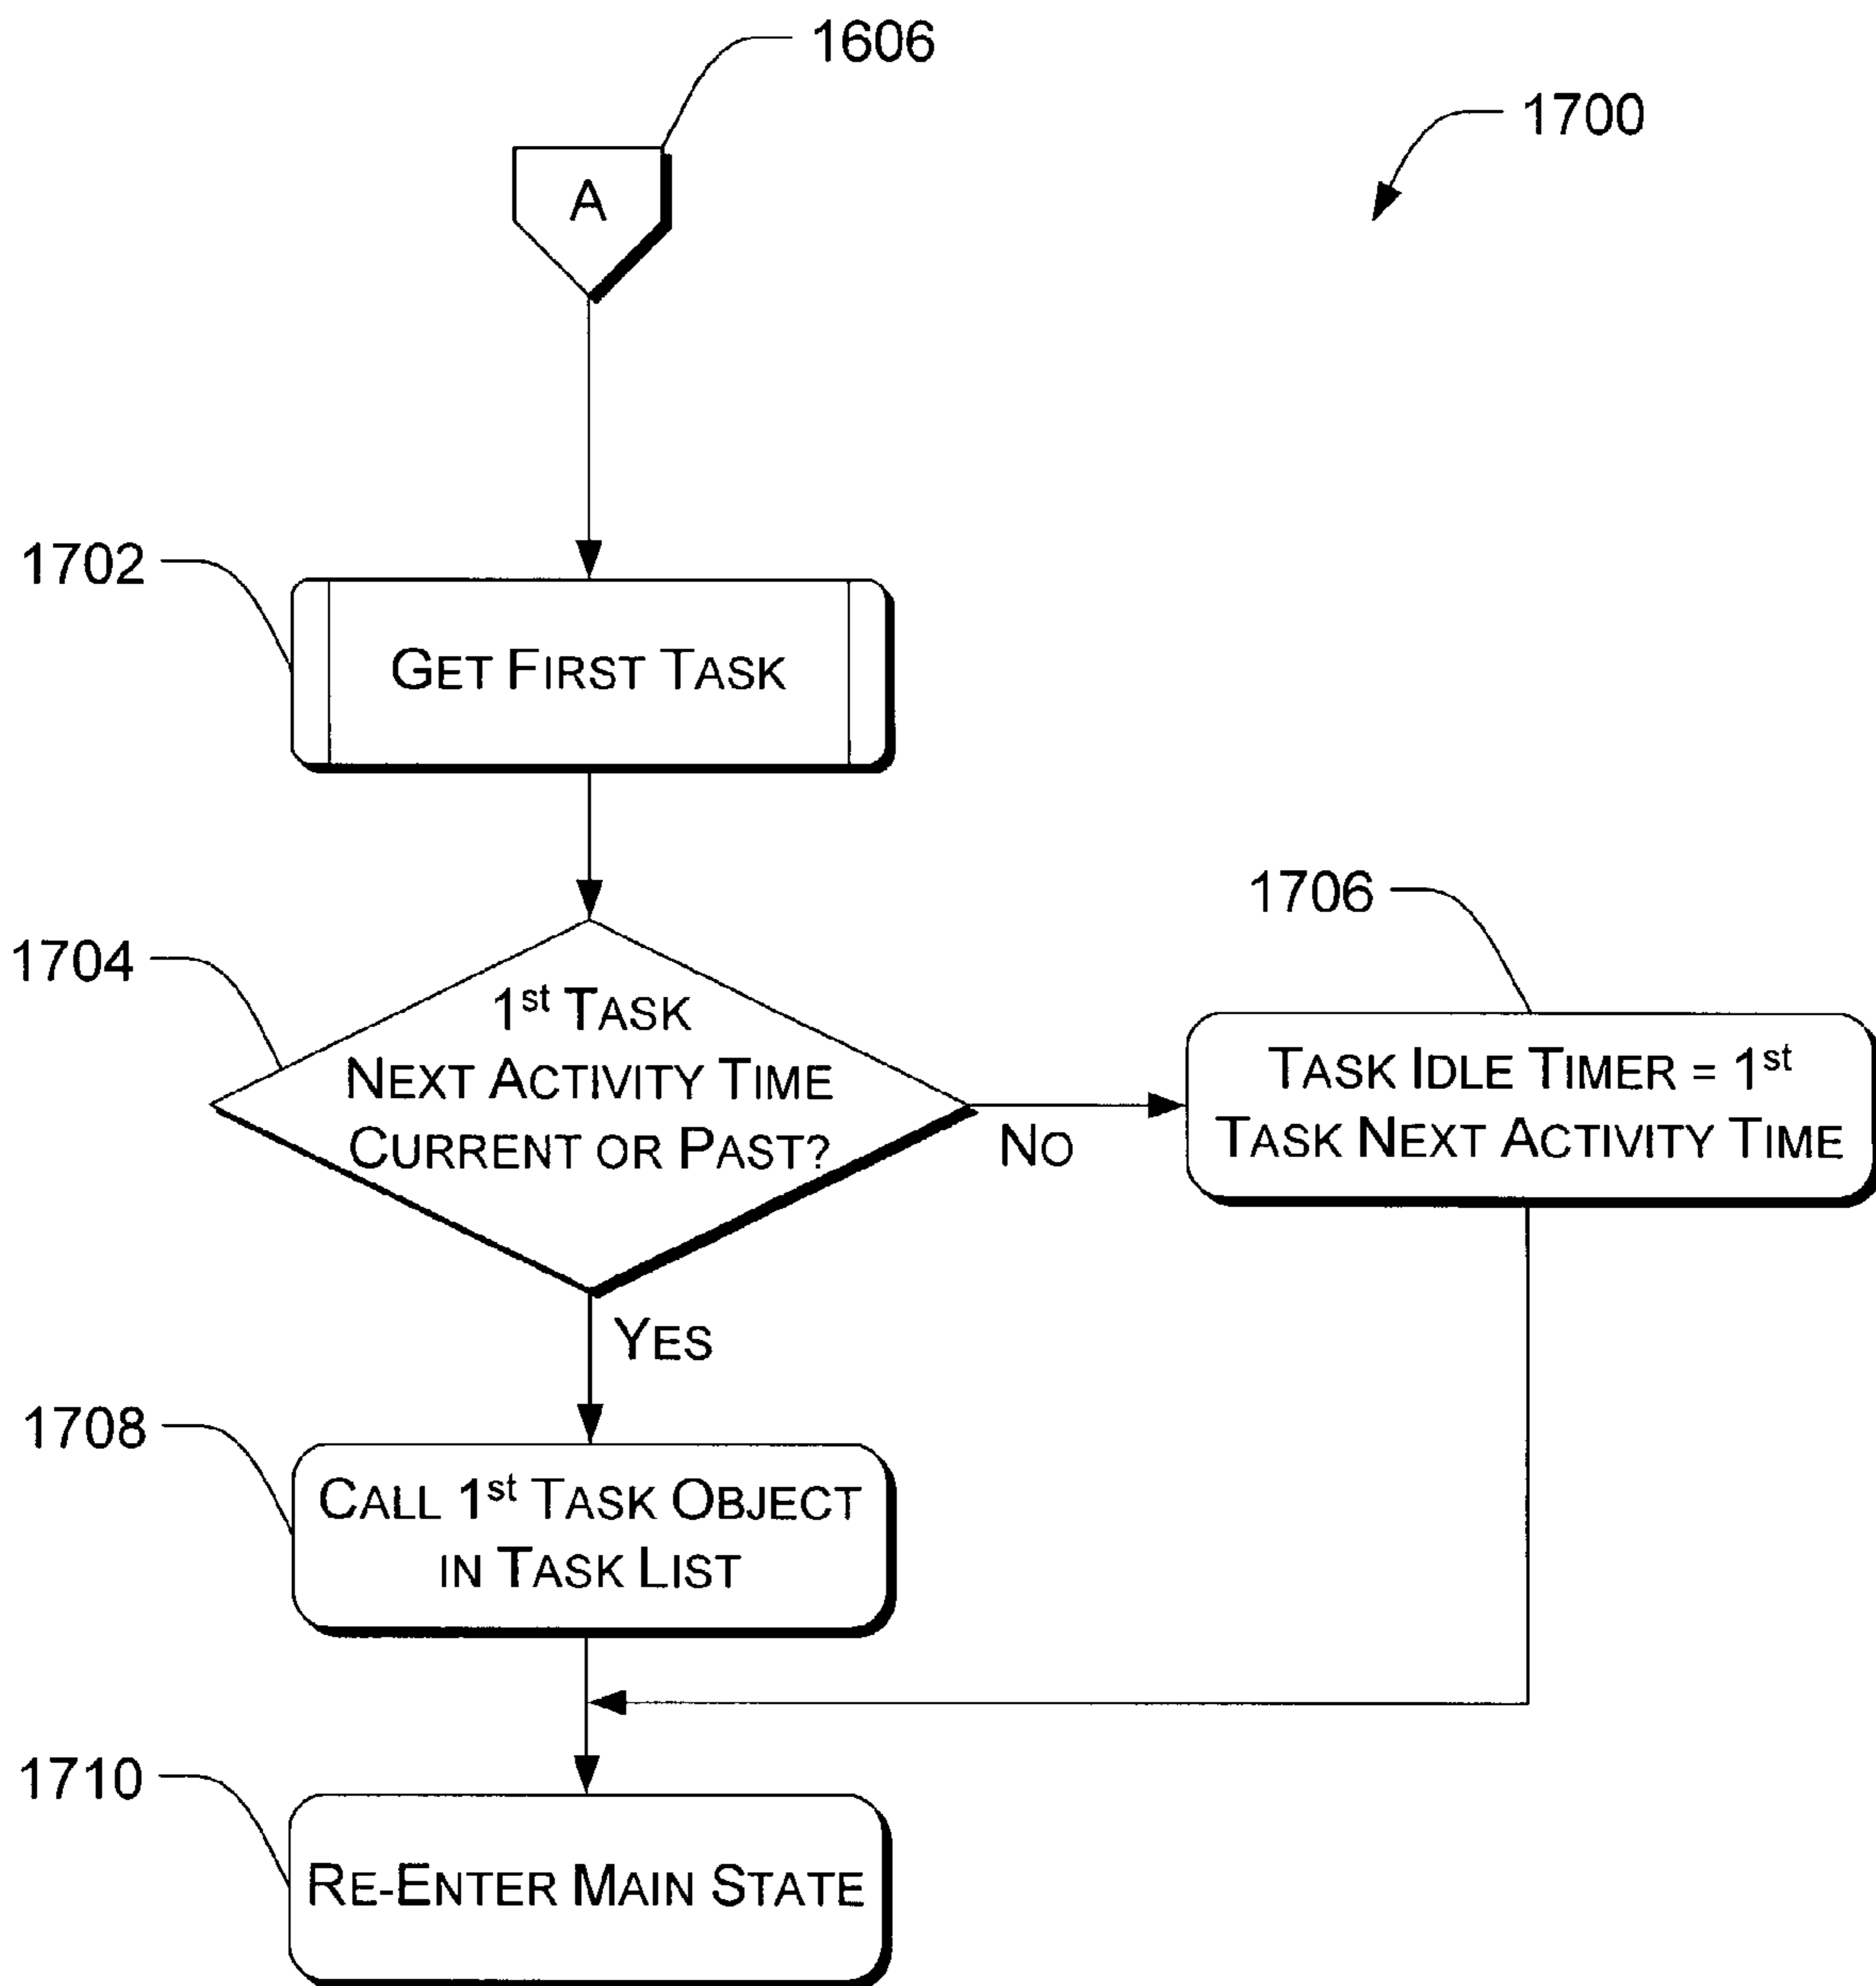 1606
1700
A
1702
GET FIRST TASK
1704
1st TASK
NEXT ACTIVITY TIME
CURRENT OR PAST?
NO
1706
TASK IDLE TIMER = 1st
TASK NEXT ACTIVITY TIME
YES
1708
CALL 1st TASK OBJECT
IN TASK LIST
1710
RE-ENTER MAIN STATE